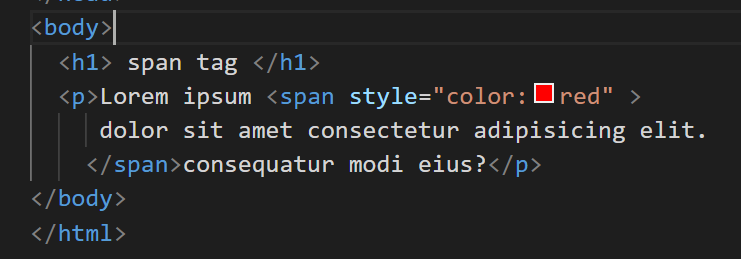 <body>
<h1> span tag </h1>
<p>Lorem ipsum <span style="color:red" >
dolor sit amet consectetur adipisicing elit.
</span>consequatur modi eius?</p>
</body>
</html>